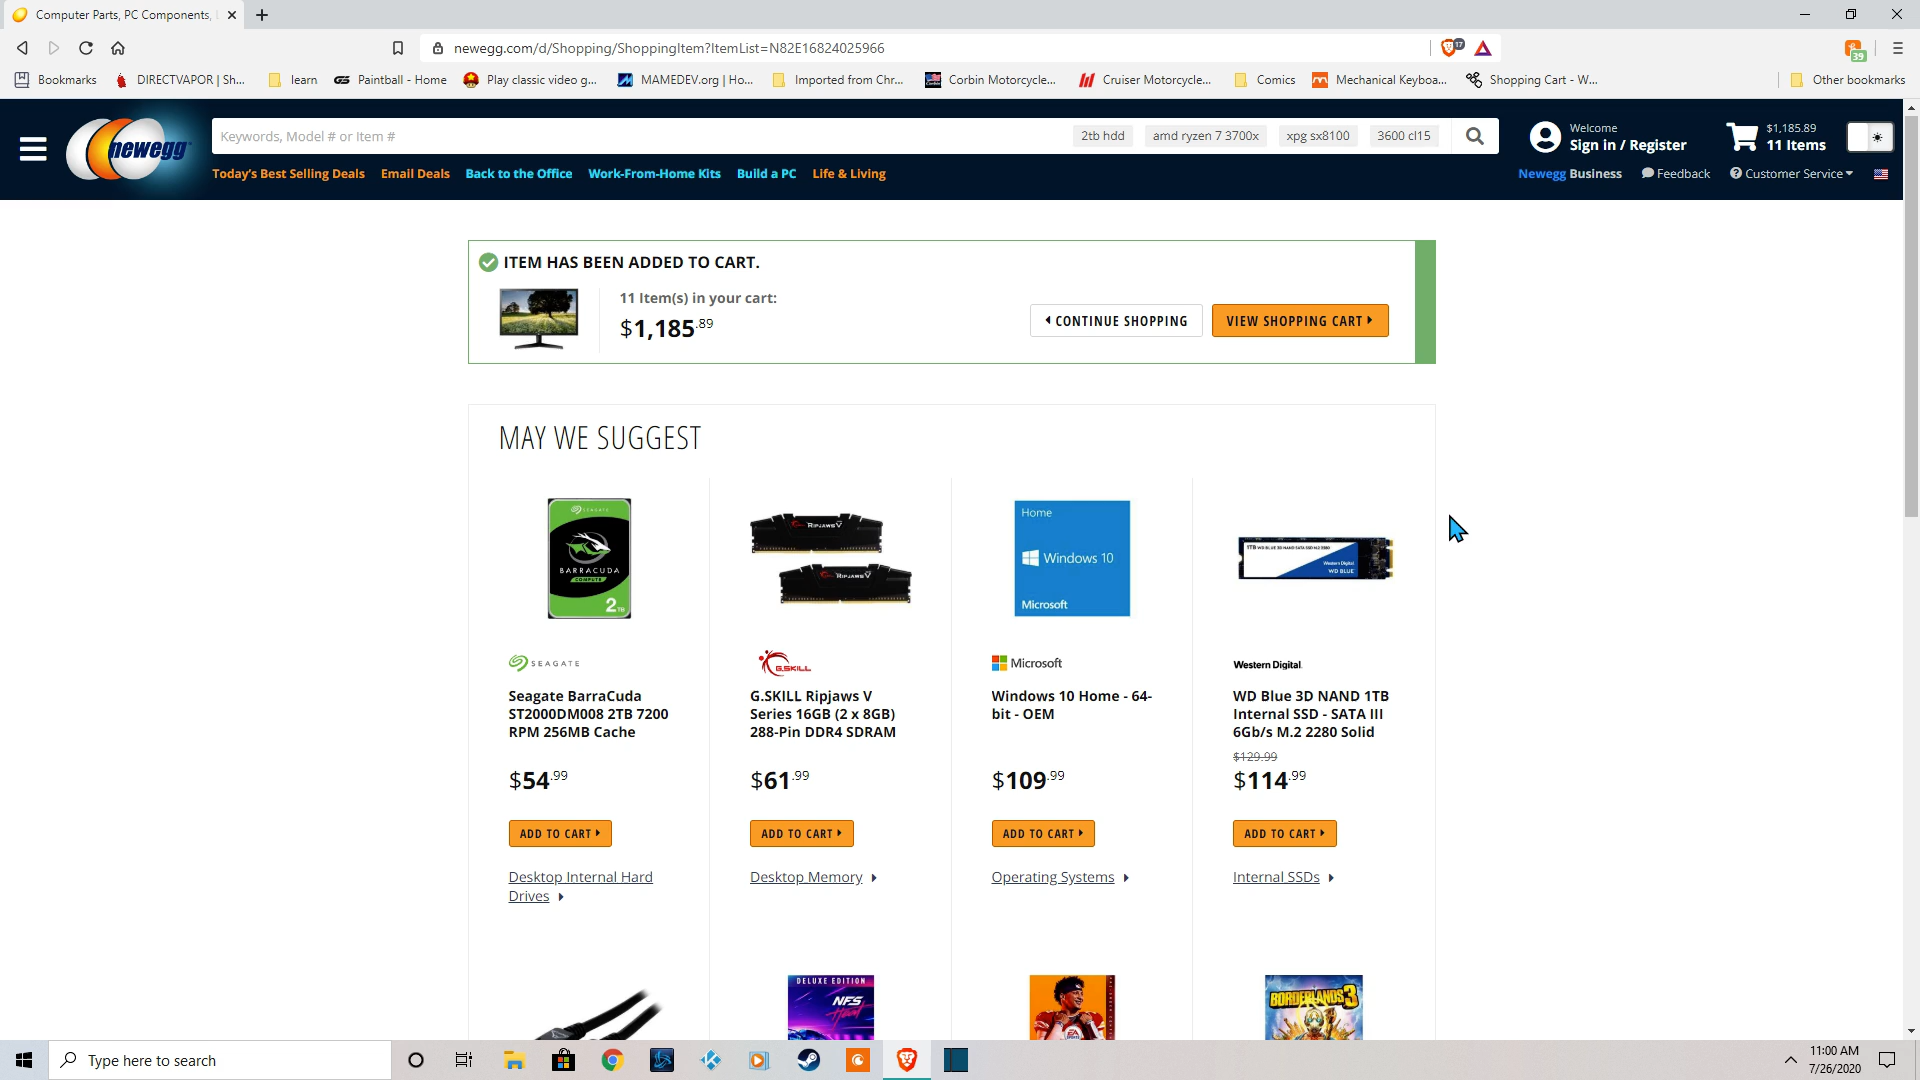 Computer Parts, PC Components,
newegg.com/d/Shopping/ShoppingItem?ItemList=N82E16824025966
17
39
Bookmarks
DIRECTVAPOR | Sh...
learn
Paintball - Home
Play classic video g...
MAMEDEV.org | Ho...
Imported from Chr...
Corbin Motorcycle...
Cruiser Motorcycle...
Comics
Mechanical Keyboa...
Shopping Cart - W...
Other bookmarks
newegg
Keywords, Model # or Item #
2tb hdd
amd ryzen 7 3700x
xpg sx8100
3600 cl15
Welcome
Sign in / Register
$1,185.89
11 Items
Today's Best Selling Deals
Email Deals
Back to the Office
Work-From-Home Kits
Build a PC
Life & Living
Newegg Business
Feedback
Customer Service
ITEM HAS BEEN ADDED TO CART.
11 Item(s) in your cart:
$1,185.89
CONTINUE SHOPPING
VIEW SHOPPING CART
MAY WE SUGGEST
SEAGATE
BARRACUDA
COMPUTE
2TB
SEAGATE
Seagate BarraCuda
ST2000DM008 2TB 7200
RPM 256MB Cache
$54.99
ADD TO CART
Desktop Internal Hard
Drives
RIPJAWS V
RIPJAWS V
G.SKILL
G.SKILL Ripjaws V
Series 16GB (2 x 8GB)
288-Pin DDR4 SDRAM
$61.99
ADD TO CART
Desktop Memory
Home
Windows 10
Microsoft
Microsoft
Windows 10 Home - 64-
bit - OEM
$109.99
ADD TO CART
Operating Systems
1TB WD BLUE 3D NAND SATA SSD M.2 2280
Western Digital
WD BLUE
Western Digital.
WD Blue 3D NAND 1TB
Internal SSD - SATA III
6Gb/s M.2 2280 Solid
$129.99
$114.99
ADD TO CART
Internal SSDs
DELUXE EDITION
NFS
Heat
EA
BORDERLANDS 3
Type here to search
11:00 AM
7/26/2020